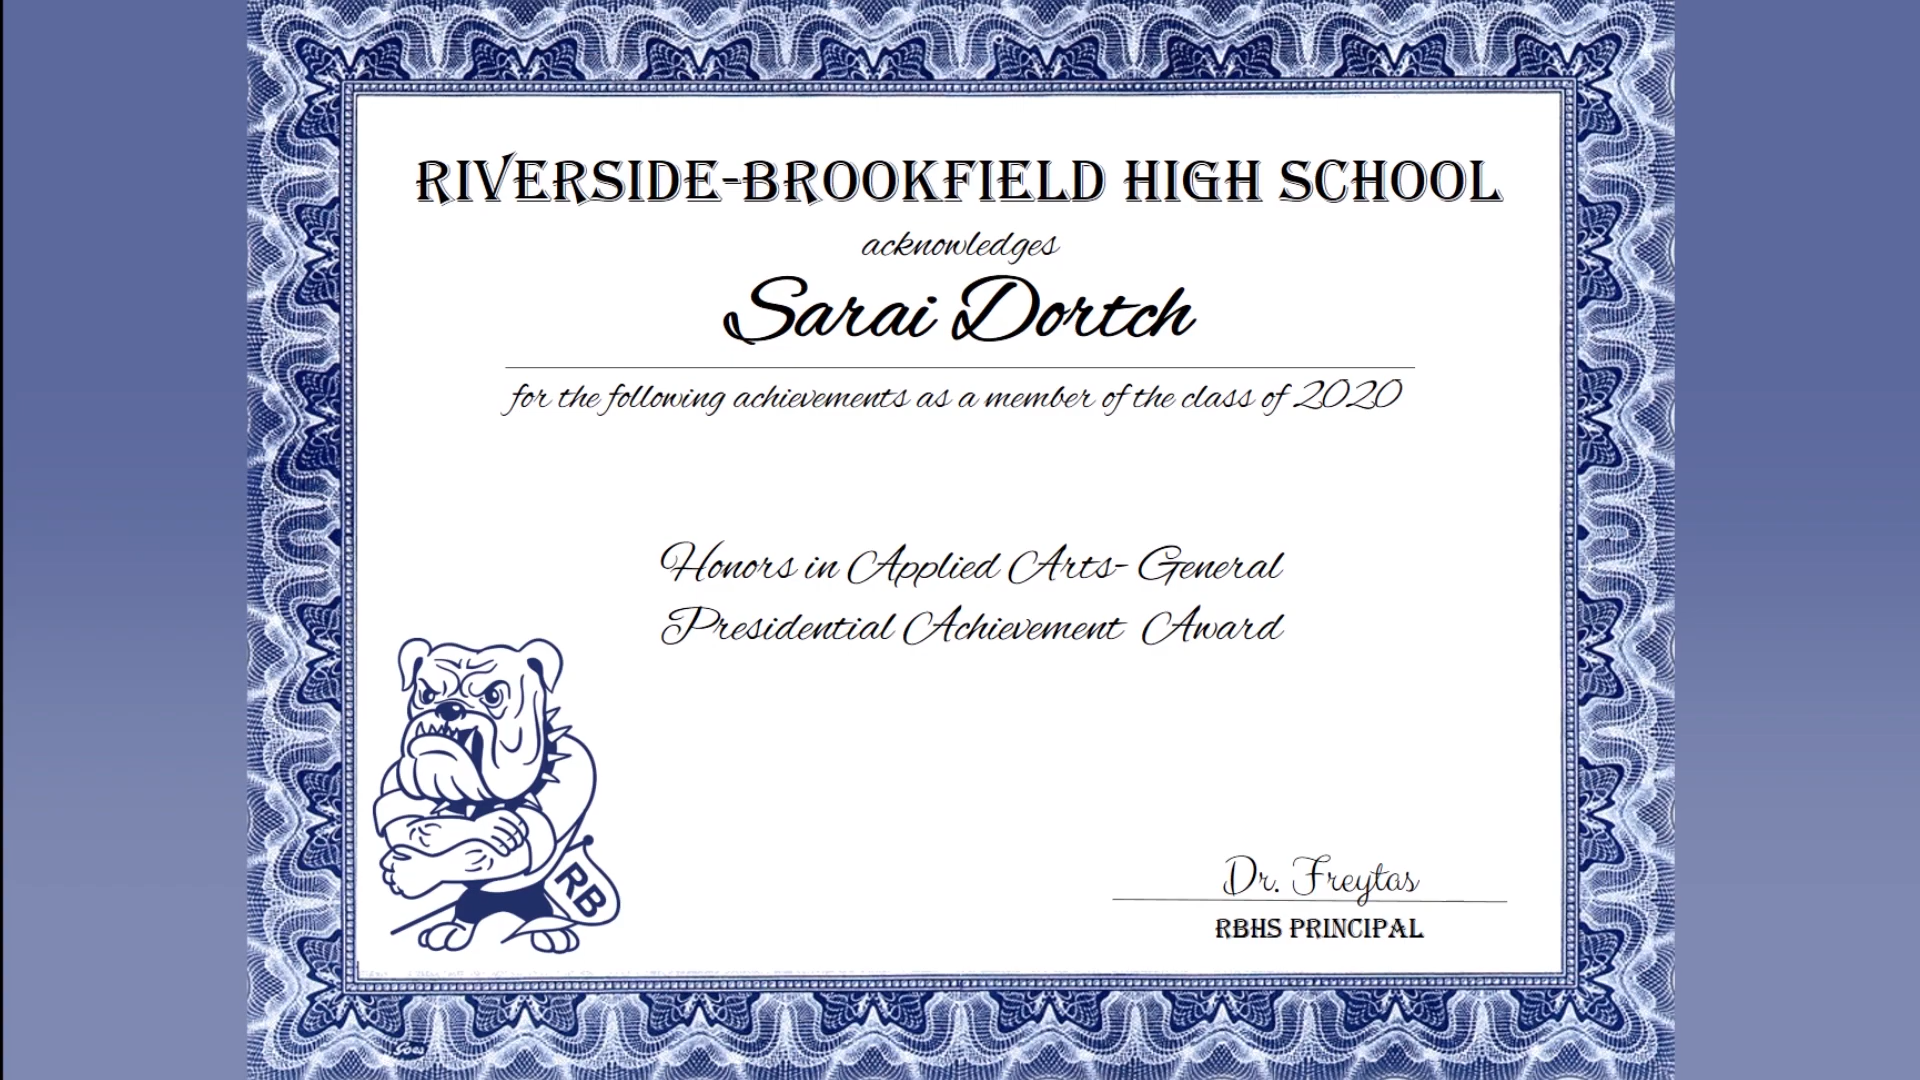 RIVERSIDE-BROOKFIELD HIGH SCHOOL
acknowledges
Sarai Dortch
for the following achievements as a member of the class of 2020
Honors in Applied Arts- General
Presidential Achievement Award
RB
Dr. Freytas
RBHS PRINCIPAL
Goes